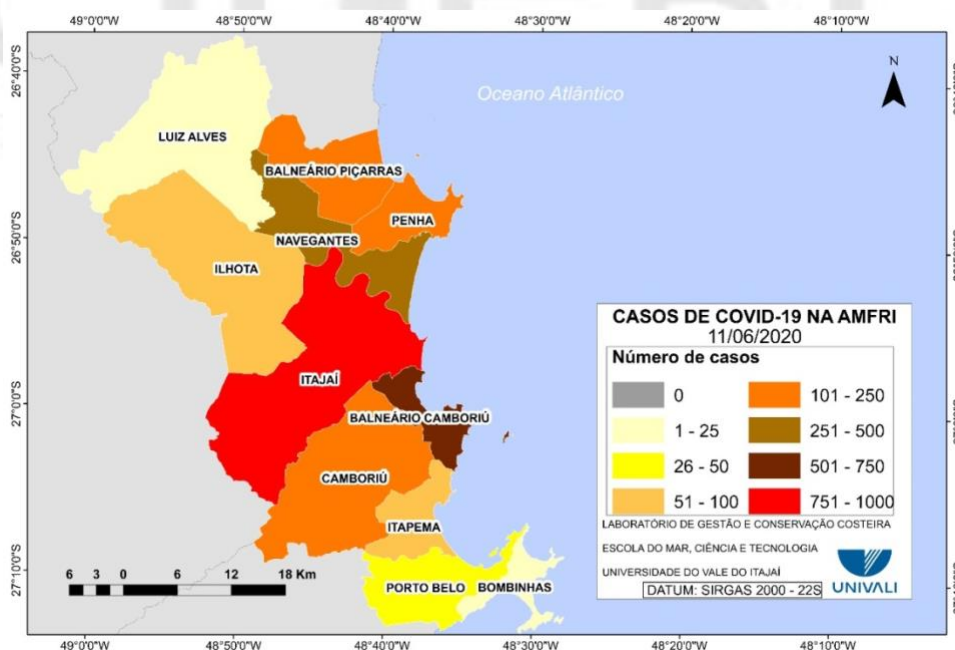 49°0'0"W 48°50'0"W 48°40'0"W 48°30'0"W 48°20'0"W 48°10'0"W
26°40'0"S
N
Oceano Atlântico
LUIZ ALVES
BALNEÁRIO PIÇARRAS
PENHA
26°50'0"S
NAVEGANTES
ILHOTA
CASOS DE COVID-19 NA AMFRI
11/06/2020
Número de casos
0 101 - 250
1 - 25 251 - 500
26 - 50 501 - 750
51 - 100 751 - 1000
ITAJAÍ
27°0'0"S
BALNEÁRIO CAMBORIÚ
CAMBORIÚ
ITAPEMA
LABORATÓRIO DE GESTÃO E CONSERVAÇÃO COSTEIRA
ESCOLA DO MAR, CIÊNCIA E TECNOLOGIA
UNIVERSIDADE DO VALE DO ITAJAÍ
DATUM: SIRGAS 2000 - 22S
UNIVALI
27°10'0"S
6 3 0 6 12 18 Km
PORTO BELO BOMBINHAS
49°0'0"W 48°50'0"W 48°40'0"W 48°30'0"W 48°20'0"W 48°10'0"W